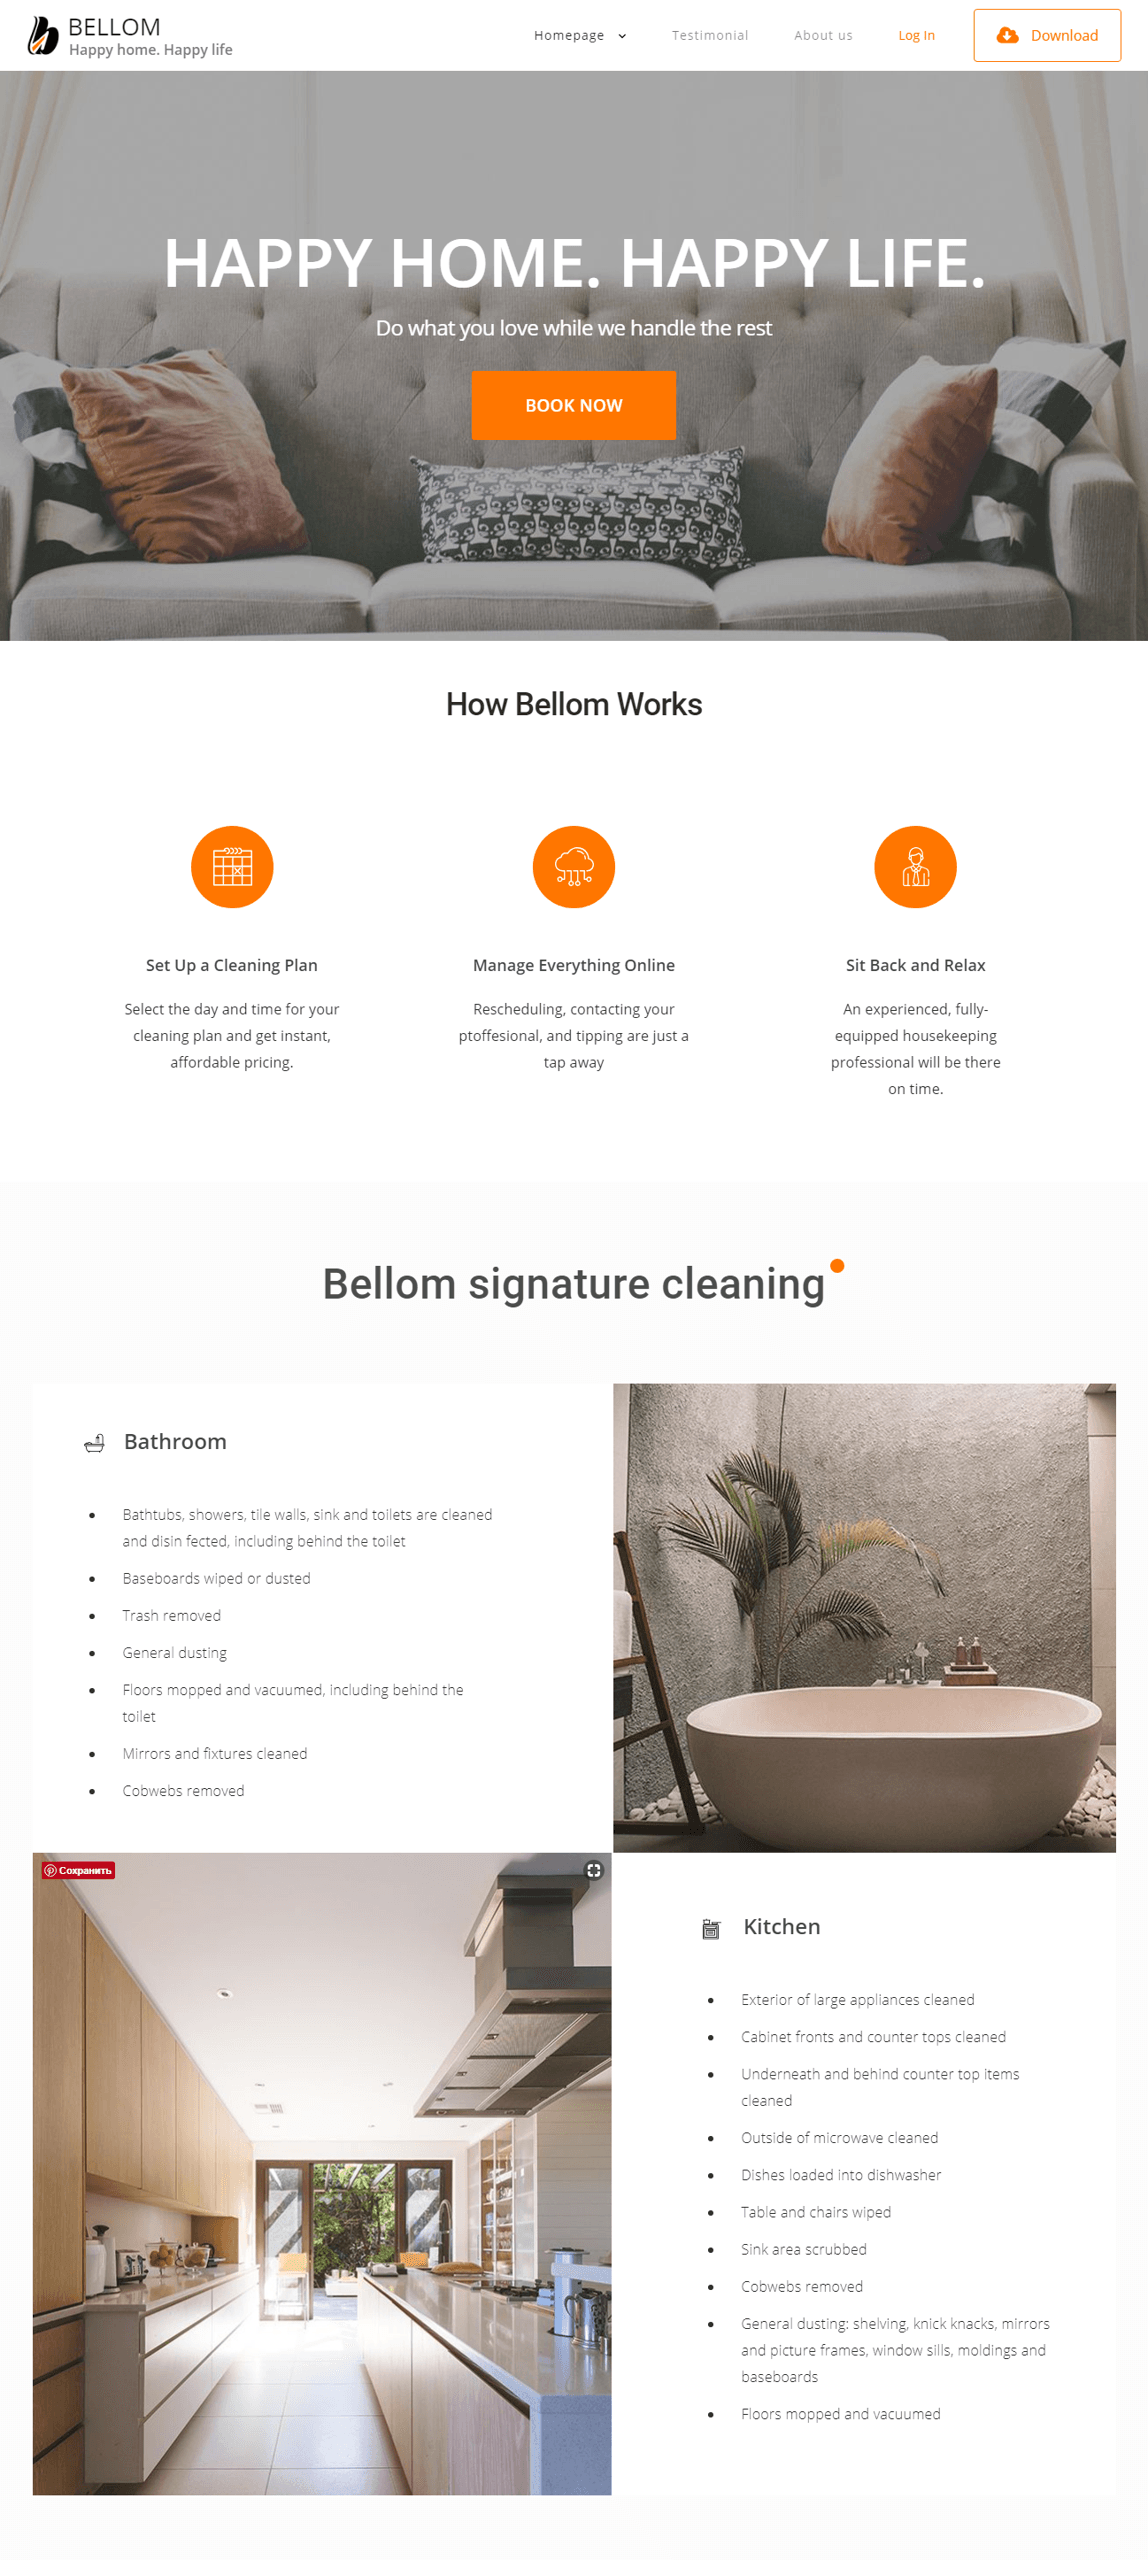 BELLOM
Happy home. Happy life
Homepage
Testimonial
About us
Log In
Download
HAPPY HOME. HAPPY LIFE.
Do what you love while we handle the rest
BOOK NOW
How Bellom Works
Set Up a Cleaning Plan
Select the day and time for your
cleaning plan and get instant,
affordable pricing.
Manage Everything Online
Rescheduling, contacting your
ptoffesional, and tipping are just a
tap away
Sit Back and Relax
An experienced, fully-
equipped housekeeping
professional will be there
on time.
Bellom signature cleaning
Bathroom
Bathtubs, showers, tile walls, sink and toilets are cleaned
and disin fected, including behind the toilet
Baseboards wiped or dusted
Trash removed
General dusting
Floors mopped and vacuumed, including behind the
toilet
Mirrors and fixtures cleaned
Cobwebs removed
Сохранить
Kitchen
Exterior of large appliances cleaned
Cabinet fronts and counter tops cleaned
Underneath and behind counter top items
cleaned
Outside of microwave cleaned
Dishes loaded into dishwasher
Table and chairs wiped
Sink area scrubbed
Cobwebs removed
General dusting: shelving, knick knacks, mirrors
and picture frames, window sills, moldings and
baseboards
Floors mopped and vacuumed